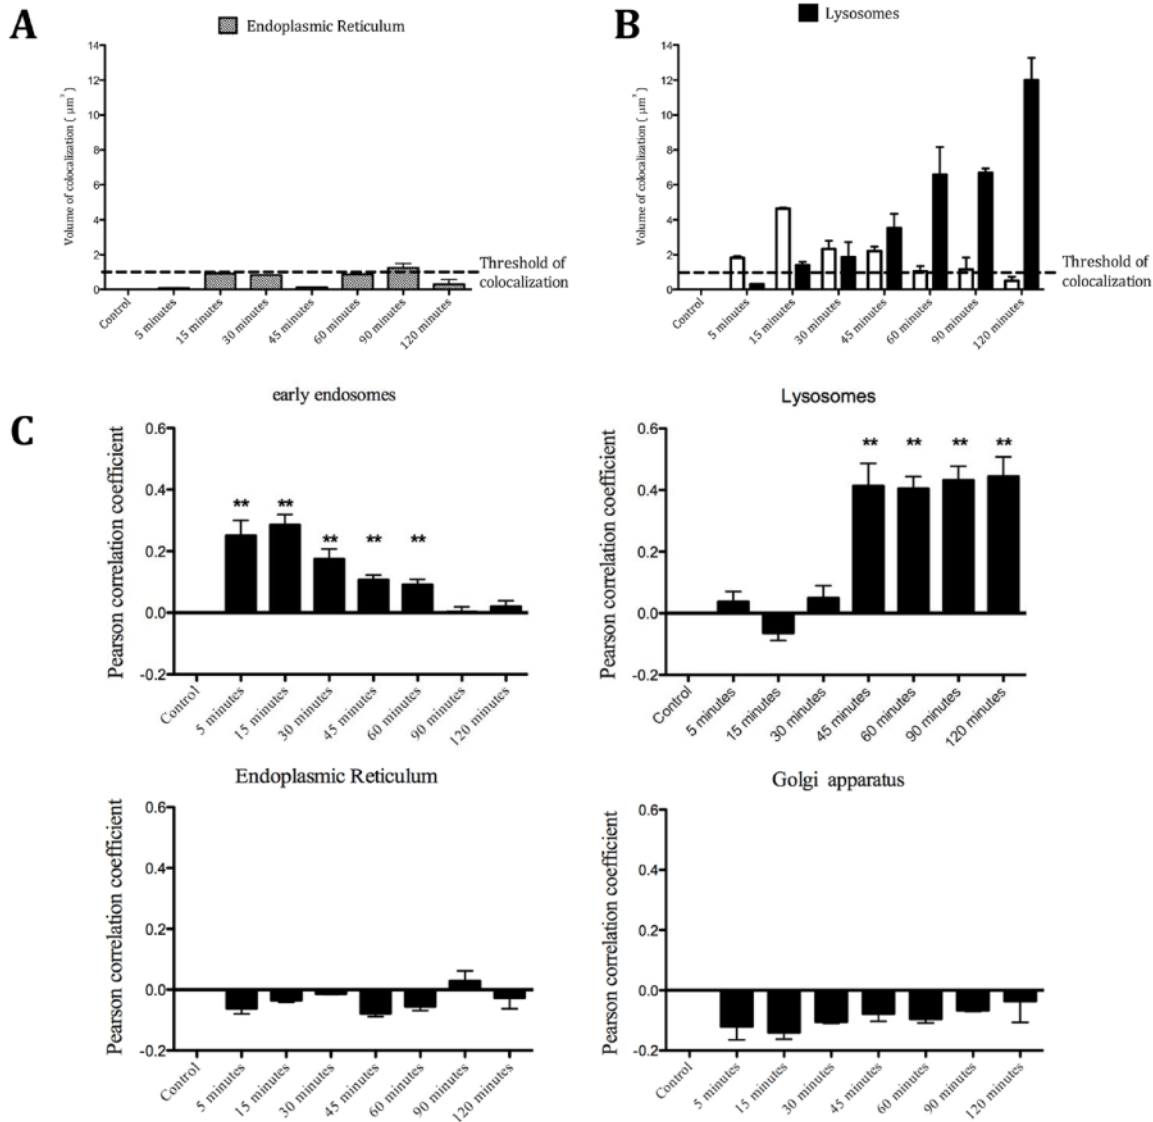 A
Endoplasmic Reticulum
Volume of colocalization ( μm³ )
14
12
10
8
6
4
2
0
Threshold of
colocalization
Control
5 minutes
15 minutes
30 minutes
45 minutes
60 minutes
90 minutes
120 minutes
B
Lysosomes
Volume of colocalization ( μm³ )
14
12
10
8
6
4
2
0
Threshold of
colocalization
Control
5 minutes
15 minutes
30 minutes
45 minutes
60 minutes
90 minutes
120 minutes
C
early endosomes
Pearson correlation coefficient
0.6
0.4
0.2
0.0
-0.2
** ** ** ** **
Control
5 minutes
15 minutes
30 minutes
45 minutes
60 minutes
90 minutes
120 minutes
Lysosomes
Pearson correlation coefficient
0.6
0.4
0.2
0.0
-0.2
** ** ** **
Control
5 minutes
15 minutes
30 minutes
45 minutes
60 minutes
90 minutes
120 minutes
Endoplasmic Reticulum
Pearson correlation coefficient
0.6
0.4
0.2
0.0
-0.2
Control
5 minutes
15 minutes
30 minutes
45 minutes
60 minutes
90 minutes
120 minutes
Golgi apparatus
Pearson correlation coefficient
0.6
0.4
0.2
0.0
-0.2
Control
5 minutes
15 minutes
30 minutes
45 minutes
60 minutes
90 minutes
120 minutes